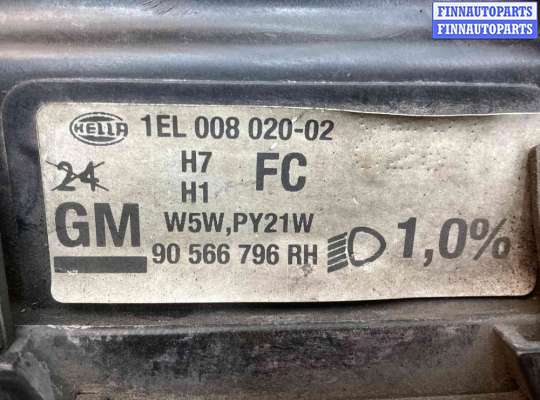 FINNAUTOPARTS
FINNAUTOPARTS
HELLA 1EL 008 020-02
24 H7 FC
H1
GM W5W,PY21W
90 566 796 RH 1,0%